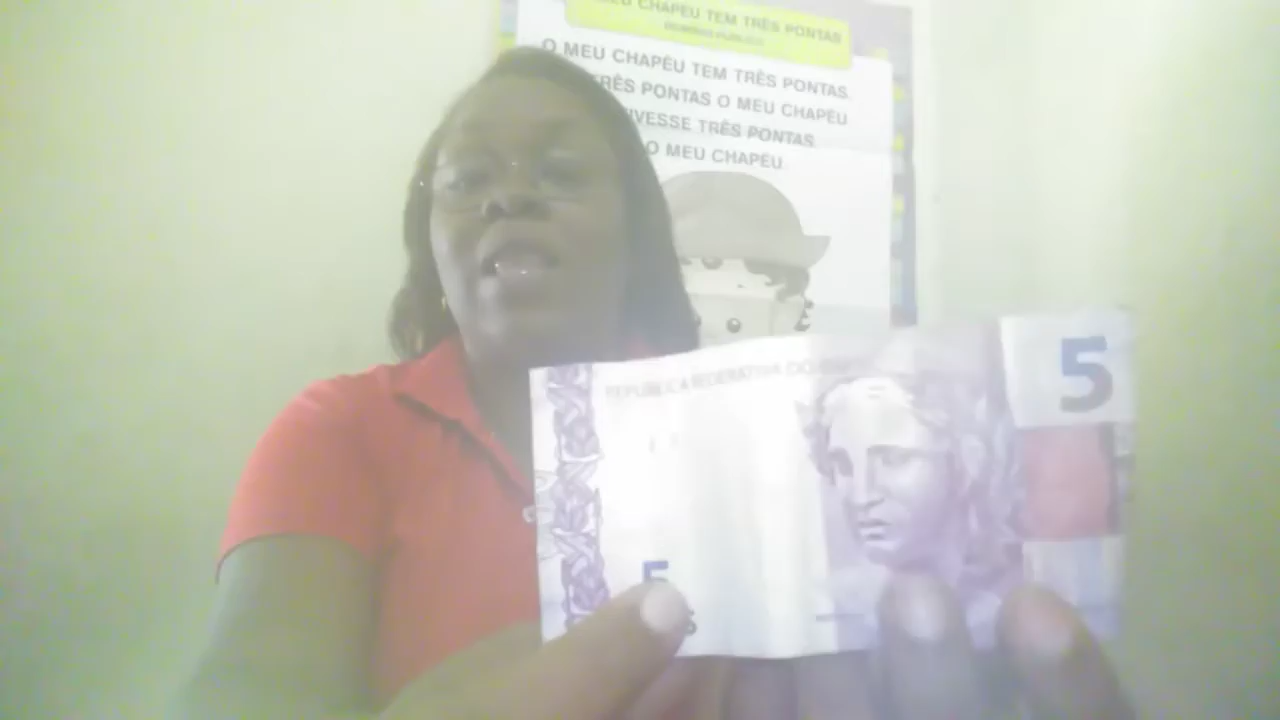 MEU CHAPÉU TEM TRÊS PONTAS
O MEU CHAPÉU TEM TRÊS PONTAS.
TRÊS PONTAS O MEU CHAPÉU
IVESSE TRÊS PONTAS
O MEU CHAPÉU.
REPÚBLICA FEDERATIVA DO BRASIL
5
5